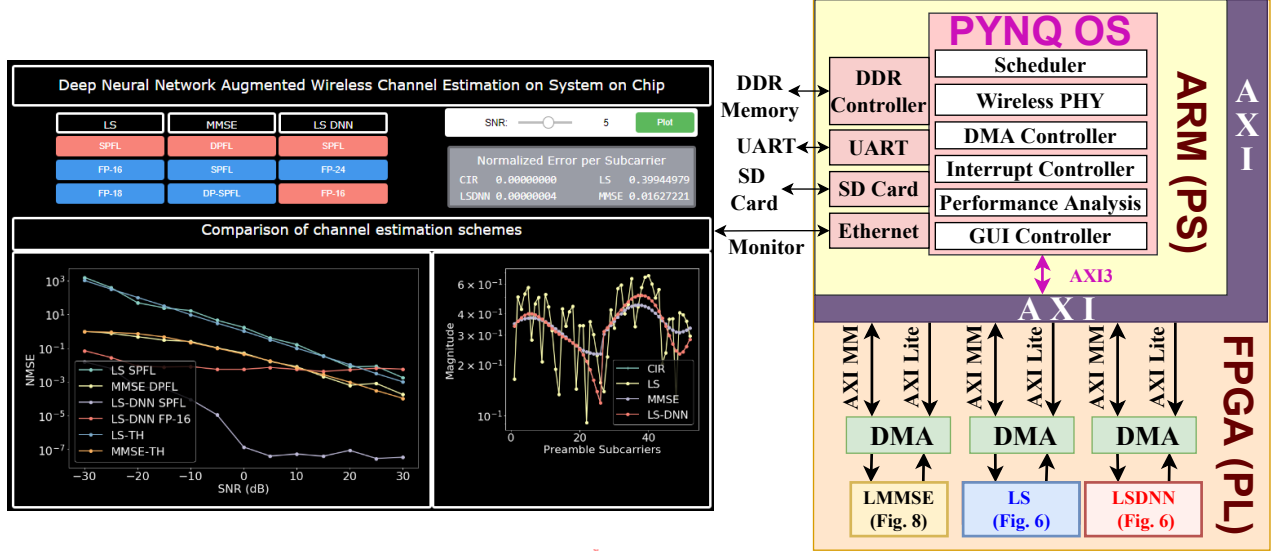 Deep Neural Network Augmented Wireless Channel Estimation on System on Chip
LS MMSE LS DNN
SPFL DPFL SPFL
FP-16 SPFL FP-24
FP-18 DP-SPFL FP-16
SNR: 5 Plot
Normalized Error per Subcarrier
CIR 0.00000000 LS 0.39944979
LSDNN 0.00000004 MMSE 0.01627221
Comparison of channel estimation schemes
NMSE
10³
10¹
10⁻¹
10⁻³
10⁻⁵
10⁻⁷
LS SPFL
MMSE DPFL
LS-DNN SPFL
LS-DNN FP-16
LS-TH
MMSE-TH
−30 −20 −10 0 10 20 30
SNR (dB)
Magnitude
6 × 10⁻¹
4 × 10⁻¹
3 × 10⁻¹
2 × 10⁻¹
10⁻¹
CIR
LS
MMSE
LS-DNN
0 20 40
Preamble Subcarriers
DDR
Memory
UART
SD
Card
Monitor
DDR
Controller
UART
SD Card
Ethernet
PYNQ OS
Scheduler
Wireless PHY
DMA Controller
Interrupt Controller
Performance Analysis
GUI Controller
ARM (PS)
AXI
AXI3
AXI
AXI MM
AXI Lite
AXI MM
AXI Lite
AXI MM
AXI Lite
FPGA (PL)
DMA
DMA
DMA
LMMSE
(Fig. 8)
LS
(Fig. 6)
LSDNN
(Fig. 6)